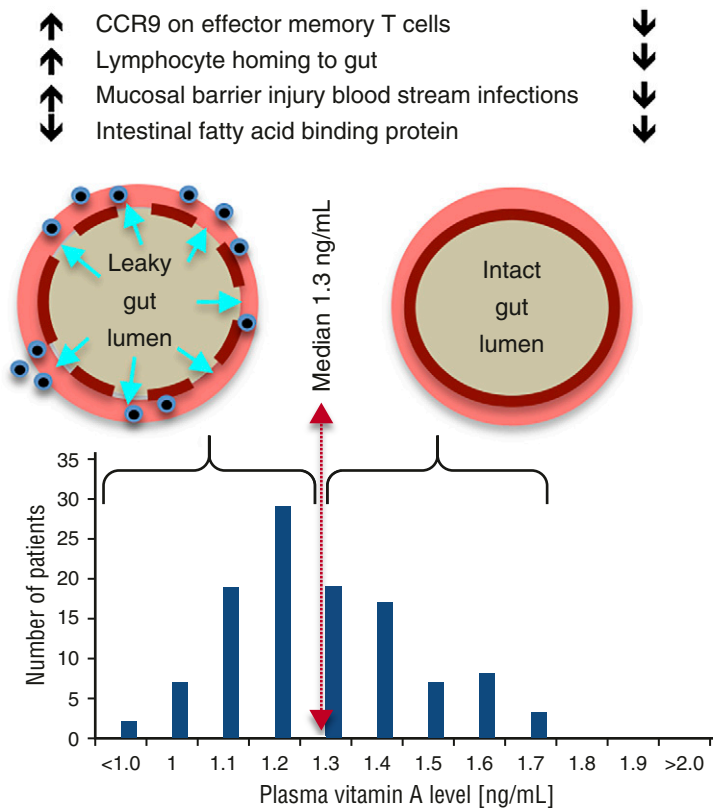 CCR9 on effector memory T cells
Lymphocyte homing to gut
Mucosal barrier injury blood stream infections
Intestinal fatty acid binding protein
Leaky
gut
lumen
Median 1.3 ng/mL
Intact
gut
lumen
Number of patients
35
30
25
20
15
10
5
0
<1.0 1 1.1 1.2 1.3 1.4 1.5 1.6 1.7 1.8 1.9 >2.0
Plasma vitamin A level [ng/mL]